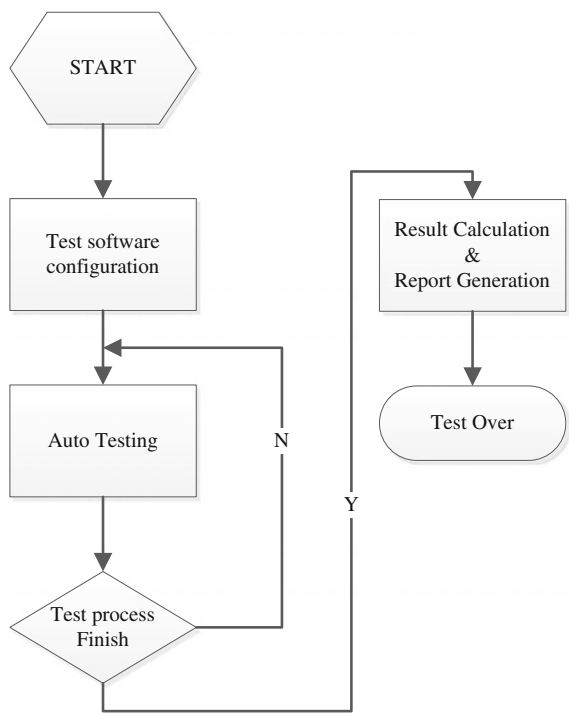 START
Test software
configuration
Auto Testing
N
Test process
Finish
Y
Result Calculation
&
Report Generation
Test Over